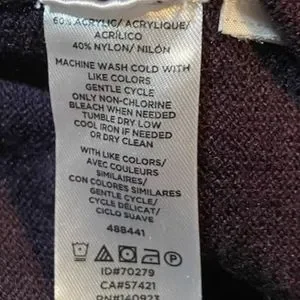 60% ACRYLIC/ ACRYLIQUE/
ACRÍLICO
40% NYLON/ NILÓN
MACHINE WASH COLD WITH
LIKE COLORS
GENTLE CYCLE
ONLY NON-CHLORINE
BLEACH WHEN NEEDED
TUMBLE DRY LOW
COOL IRON IF NEEDED
OR DRY CLEAN
WITH LIKE COLORS/
AVEC COULEURS
SIMILAIRES/
CON COLORES SIMILARES
GENTLE CYCLE/
CYCLE DÉLICAT/
CICLO SUAVE
488441
ID#70279
CA#57421
RN#140923